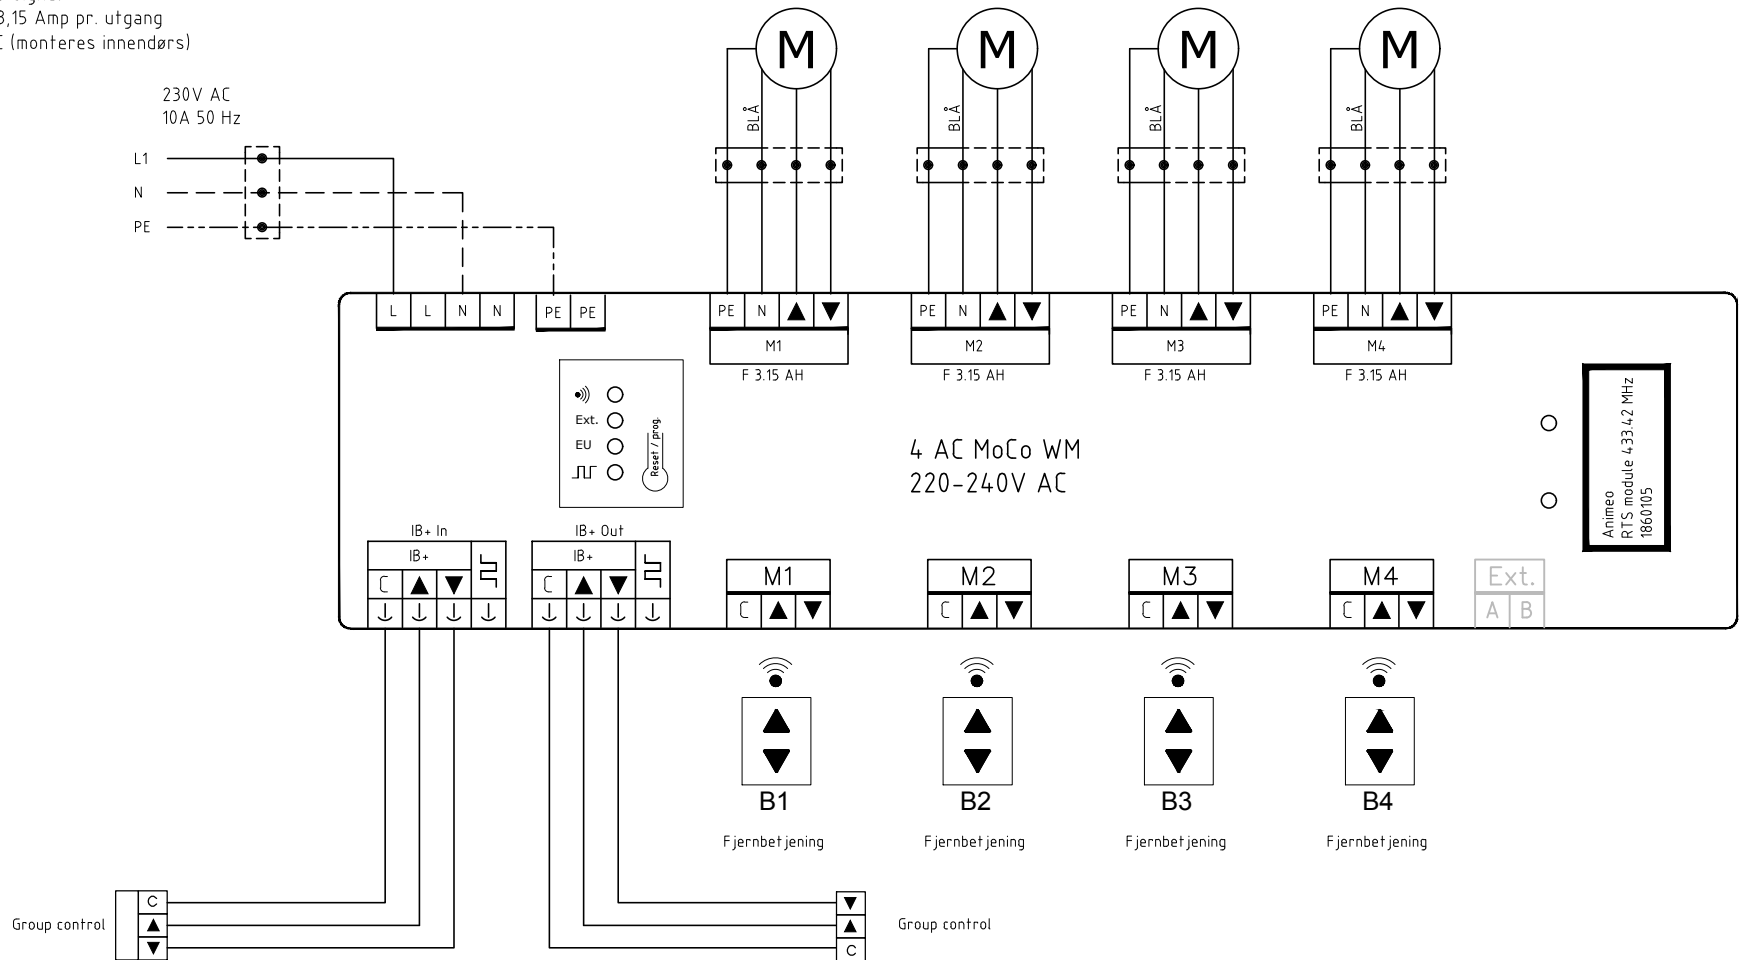 3,15 Amp pr. utgang
(monteres innendørs)
230V AC
10A 50 Hz
L1
N
PE
M M M M
BLÅ BLÅ BLÅ BLÅ
L L N N PE PE
PE N PE N PE N PE N
M1 M2 M3 M4
F 3.15 AH F 3.15 AH F 3.15 AH F 3.15 AH
Ext.
EU
Reset / prog.
4 AC MoCo WM
220-240V AC
Animeo
RTS module 433.42 MHz
1860105
IB+ In IB+ Out
IB+ IB+
C C
M1 M2 M3 M4 Ext.
C C C C A B
B1 B2 B3 B4
Fjernbetjening Fjernbetjening Fjernbetjening Fjernbetjening
C
Group control Group control
C